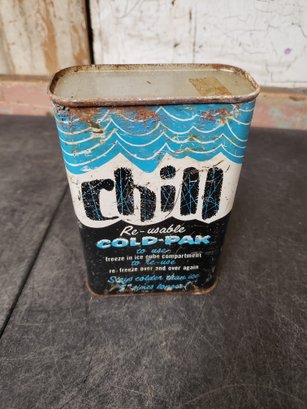 chill
Re-usable
COLD-PAK
to use,
freeze in ice cube compartment
to re-use
re-freeze over and over again
Stays colder than ice
times longer